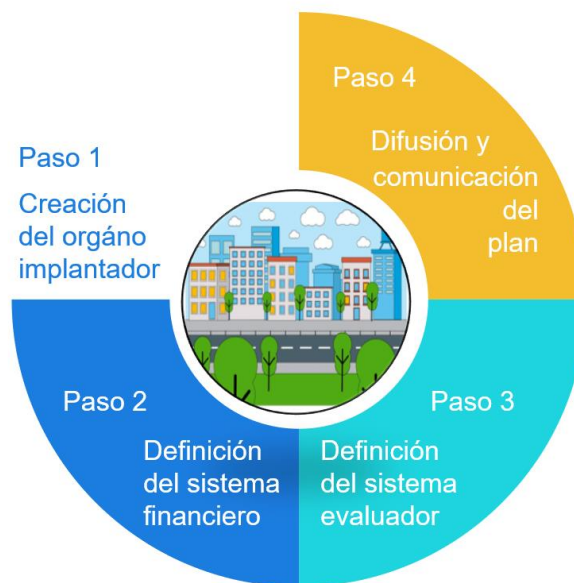 Paso 1
Creación
del orgáno
implantador
Paso 2
Definición
del sistema
financiero
Paso 3
Definición
del sistema
evaluador
Paso 4
Difusión y
comunicación
del
plan